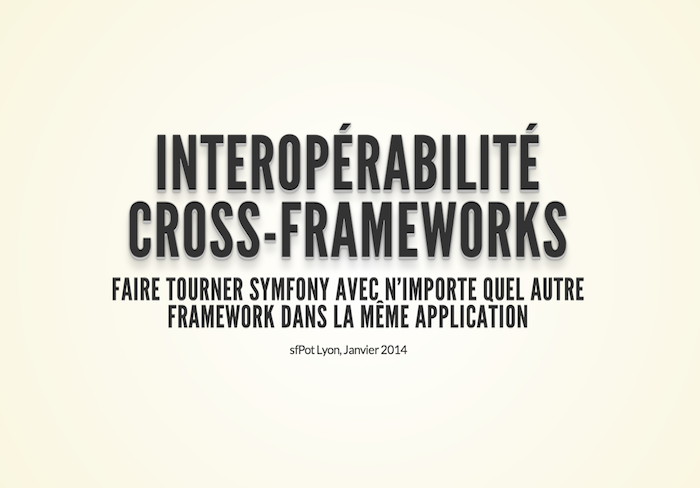 INTEROPÉRABILITÉ
CROSS-FRAMEWORKS
FAIRE TOURNER SYMFONY AVEC N'IMPORTE QUEL AUTRE
FRAMEWORK DANS LA MÊME APPLICATION
sfPot Lyon, Janvier 2014